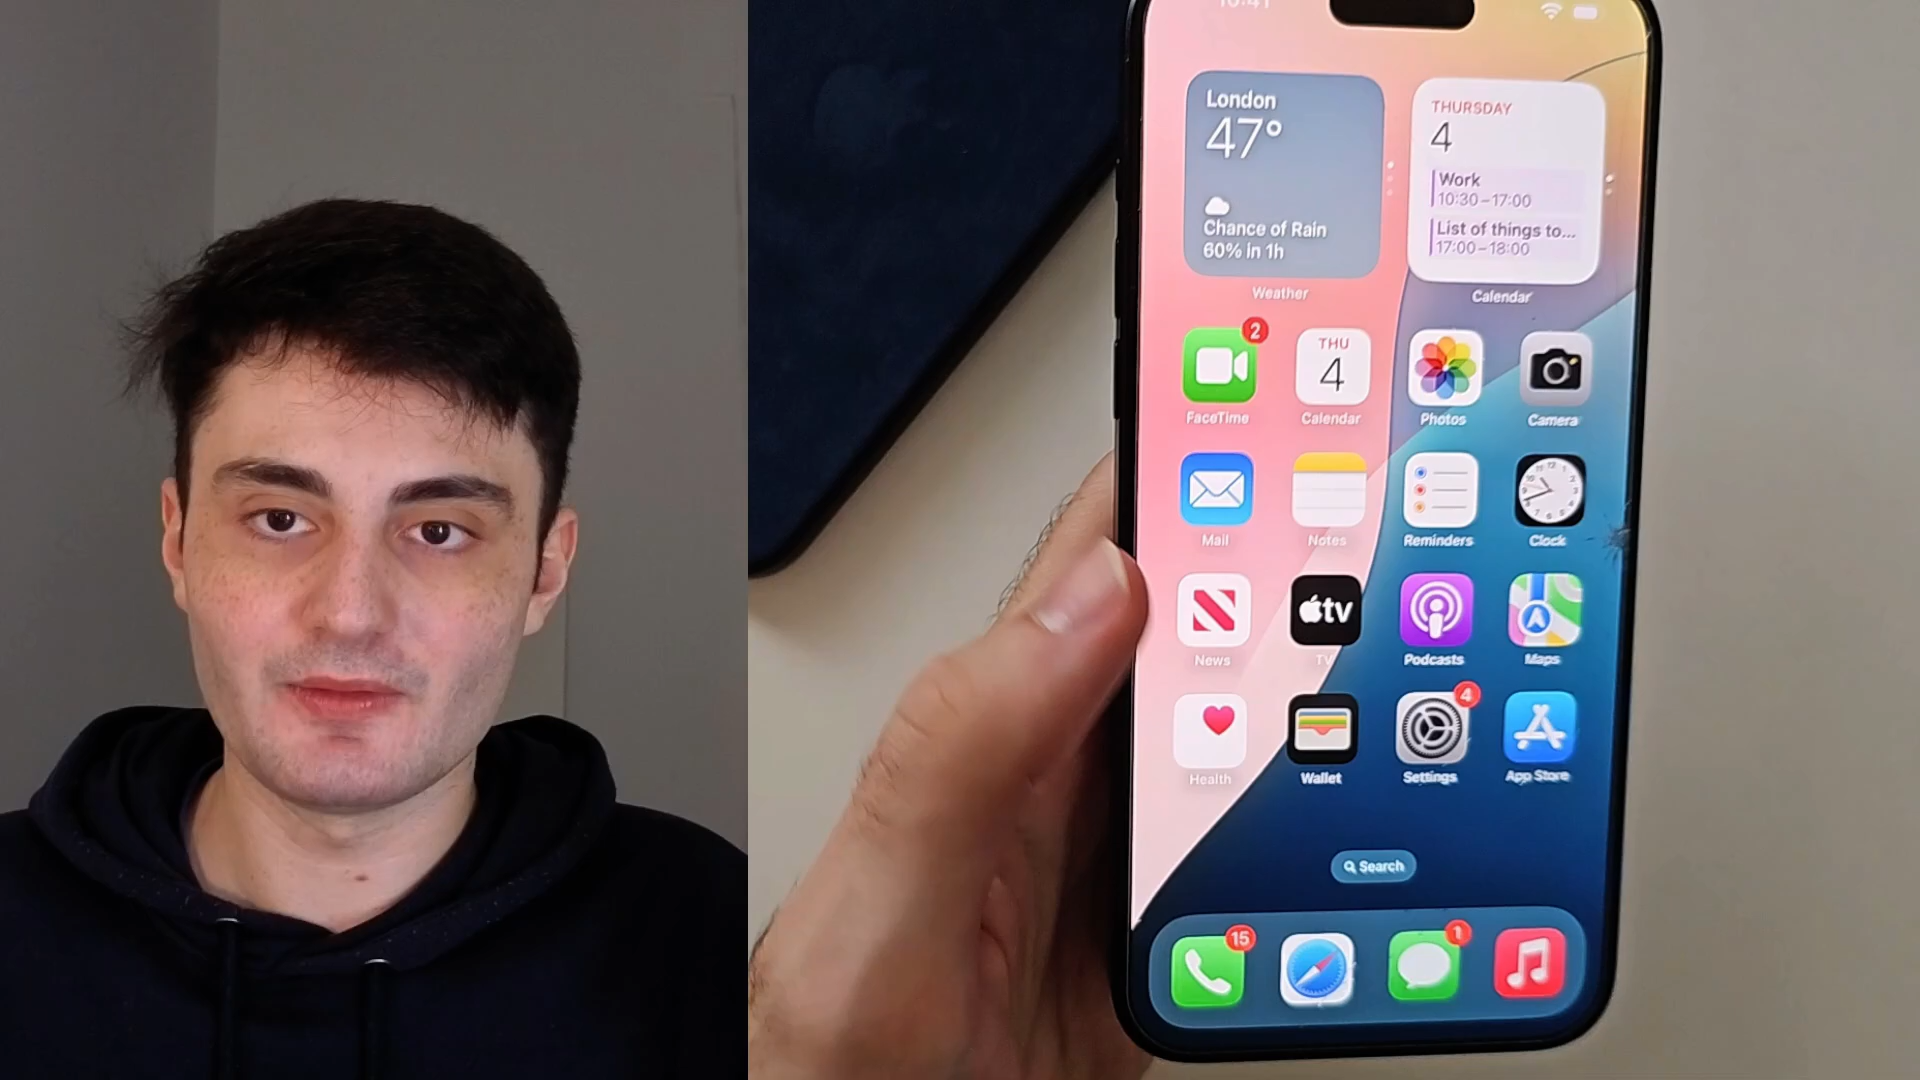 10:41
London
47°
Chance of Rain
60% in 1h
Weather
THURSDAY
4
Work
10:30–17:00
List of things to...
17:00–18:00
Calendar
2
FaceTime
THU
4
Calendar
Photos
Camera
Mail
Notes
Reminders
Clock
News
tv
TV
Podcasts
Maps
Health
Wallet
4
Settings
App Store
Search
15
1